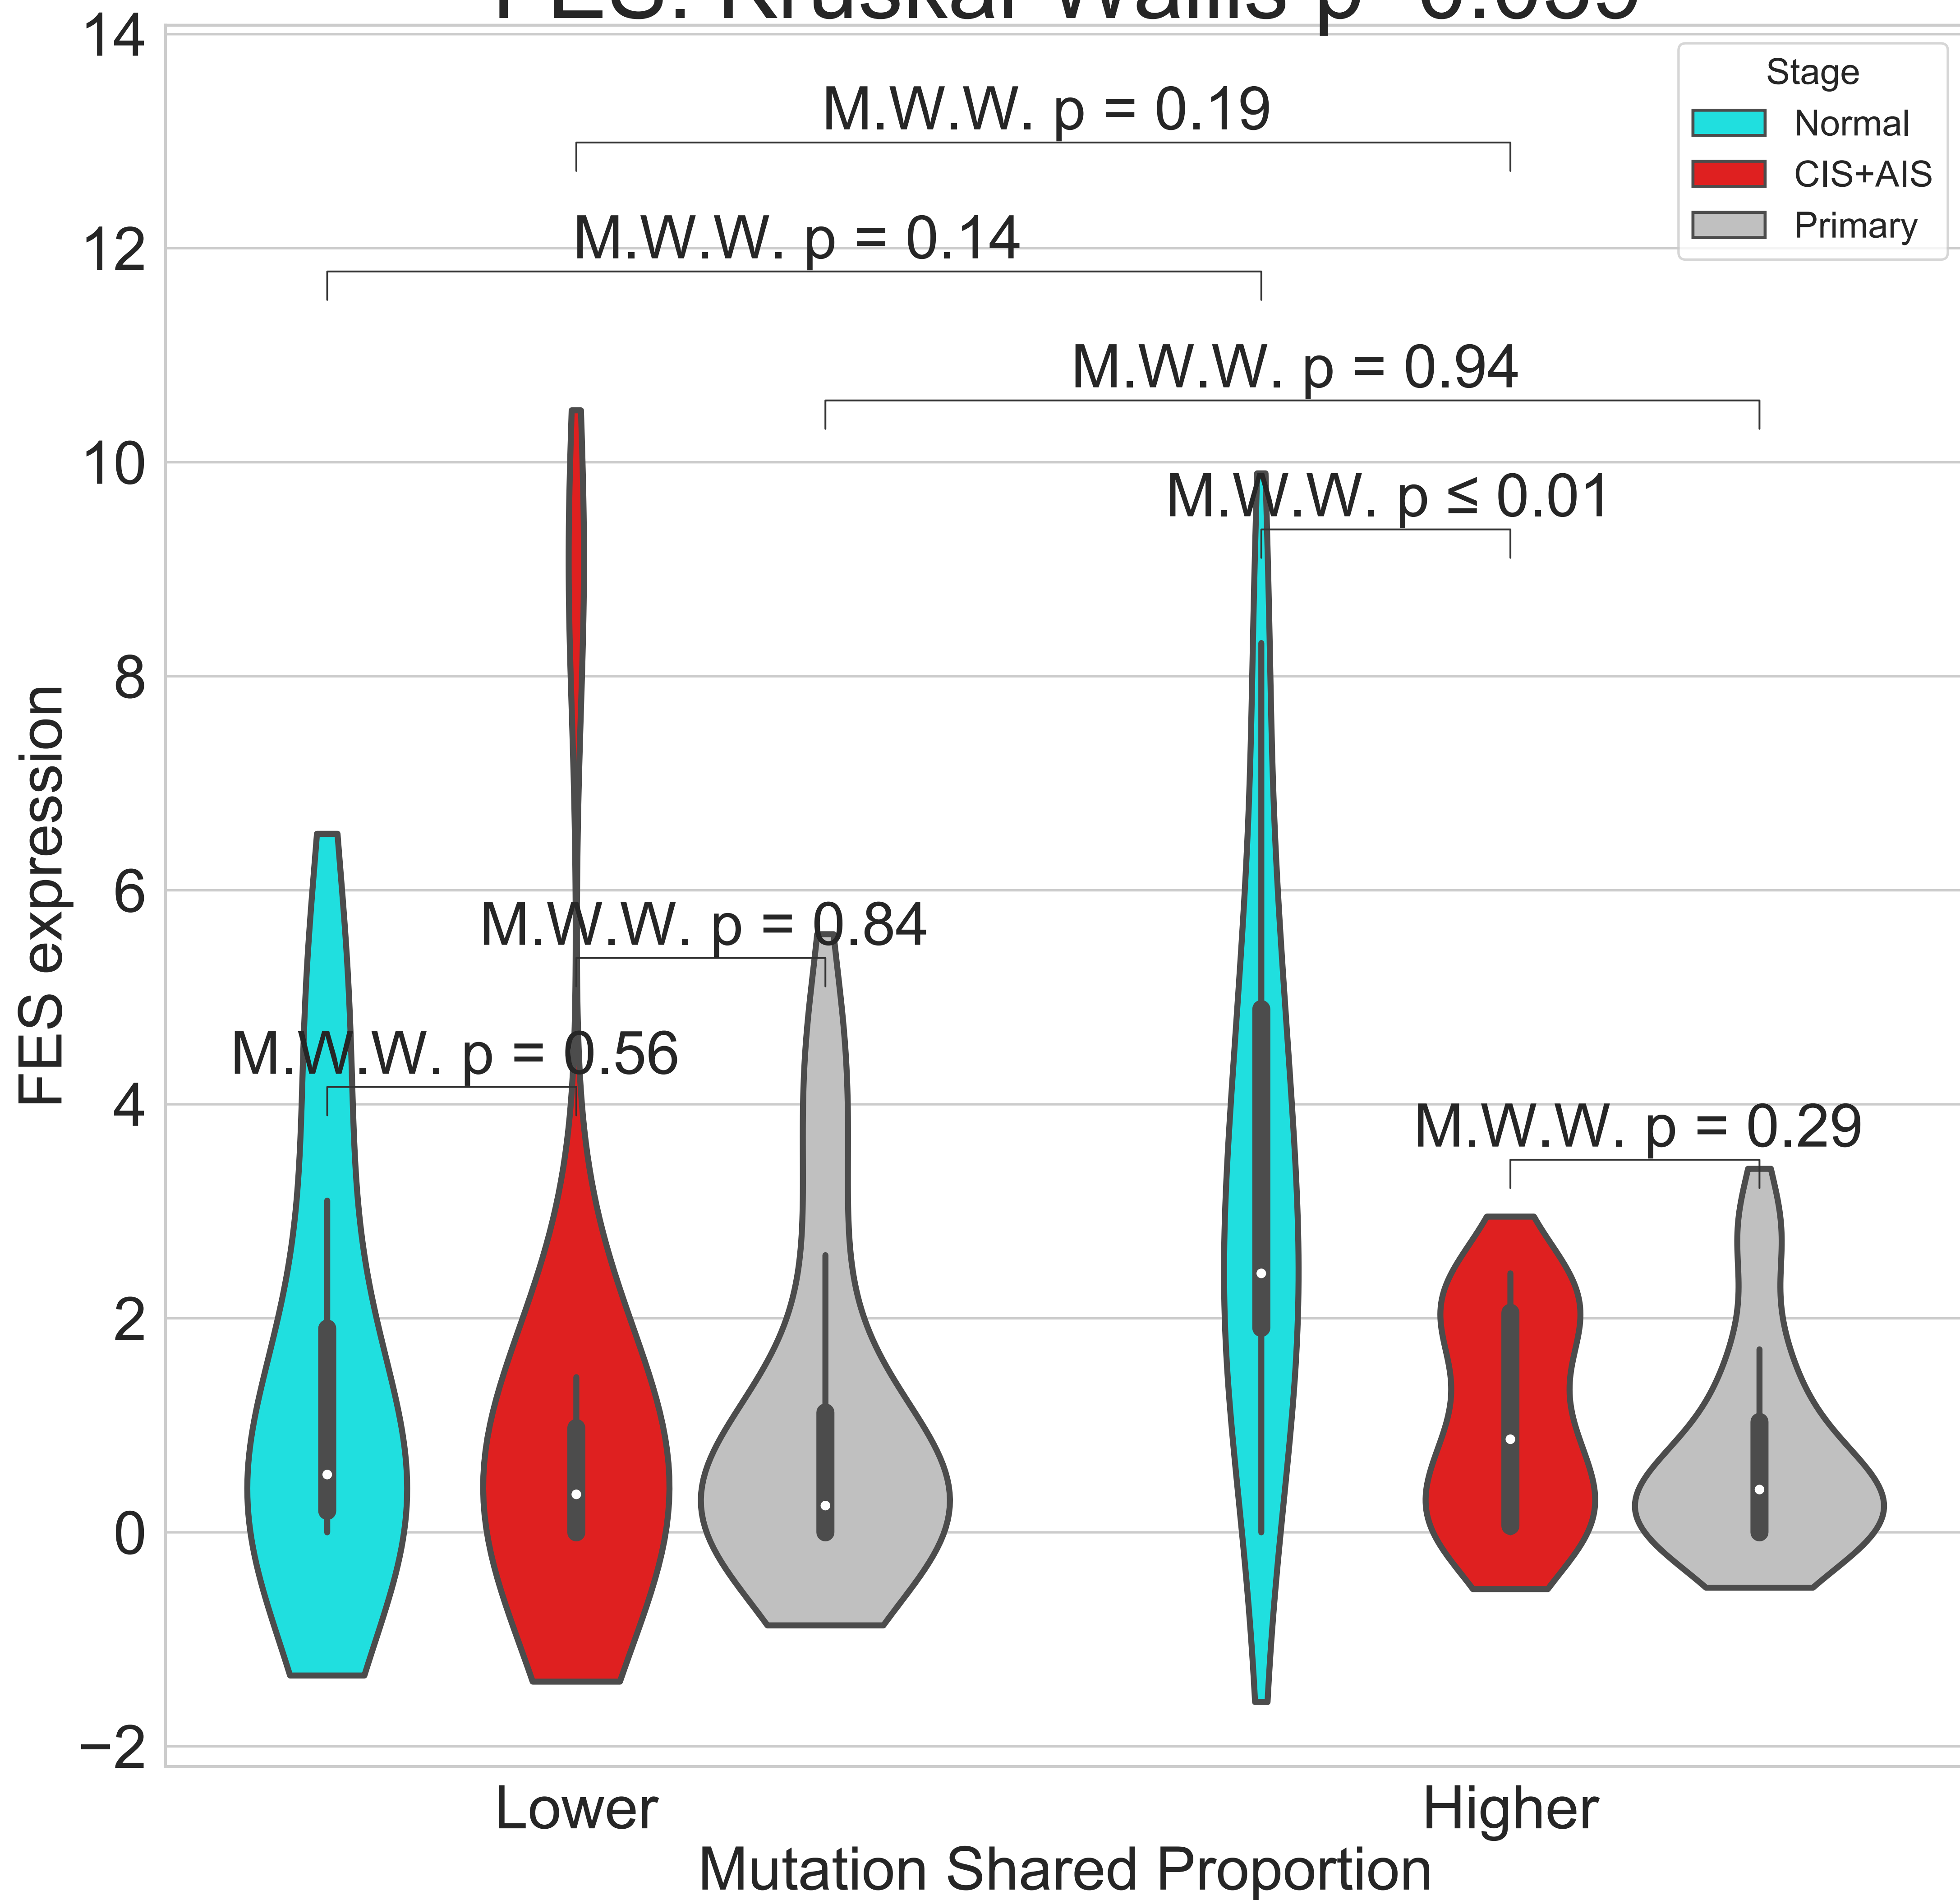 14
Stage
Normal
CIS+AIS
Primary
M.W.W. p = 0.19
12
M.W.W. p = 0.14
M.W.W. p = 0.94
10
M.W.W. p ≤ 0.01
8
6
M.W.W. p = 0.84
M.W.W. p = 0.56
4
M.W.W. p = 0.29
2
0
−2
FES expression
Lower
Higher
Mutation Shared Proportion